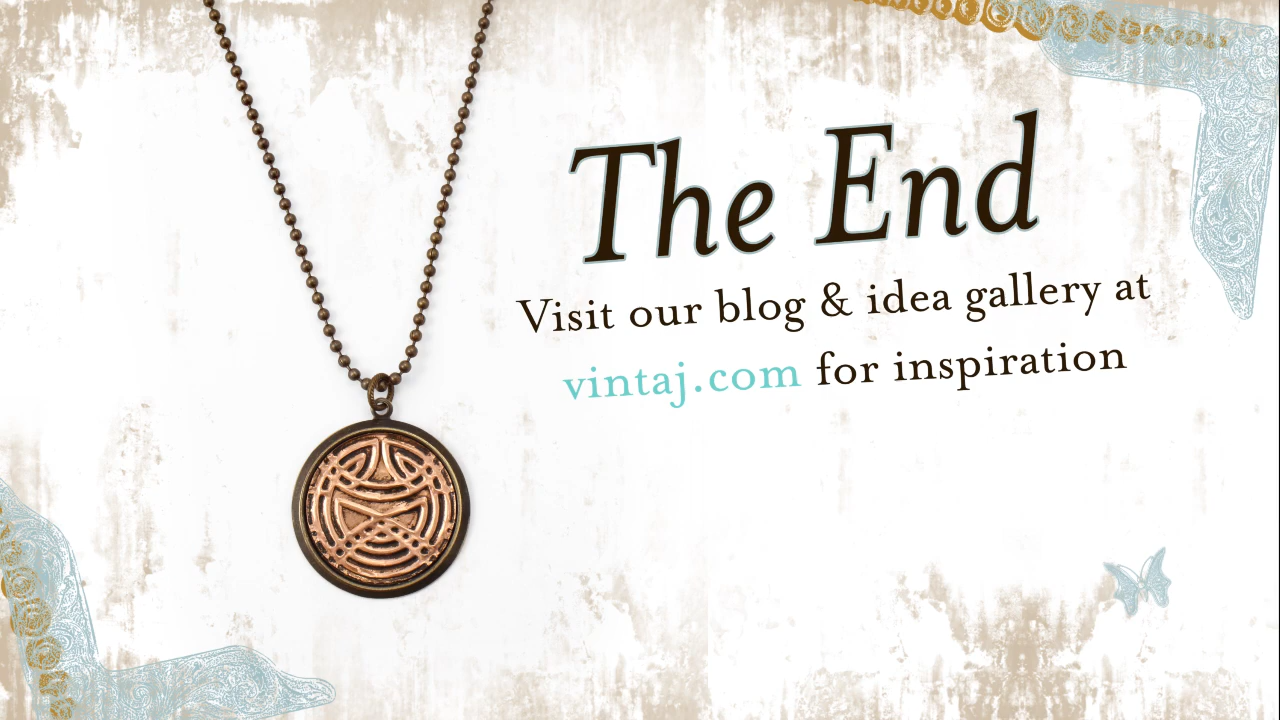 The End
Visit our blog & idea gallery at
vintaj.com for inspiration